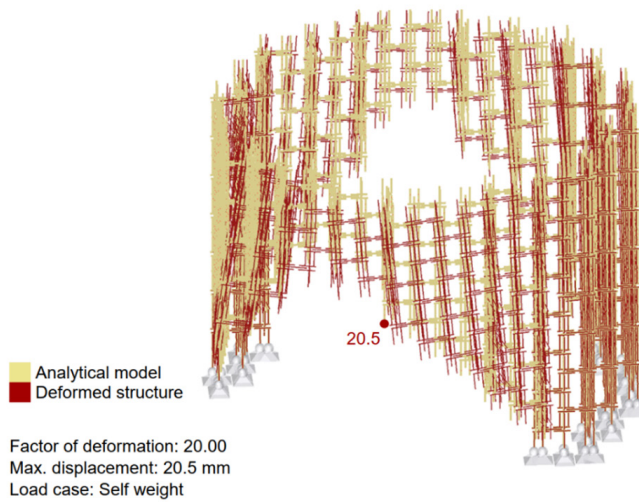 20.5
Analytical model
Deformed structure
Factor of deformation: 20.00
Max. displacement: 20.5 mm
Load case: Self weight